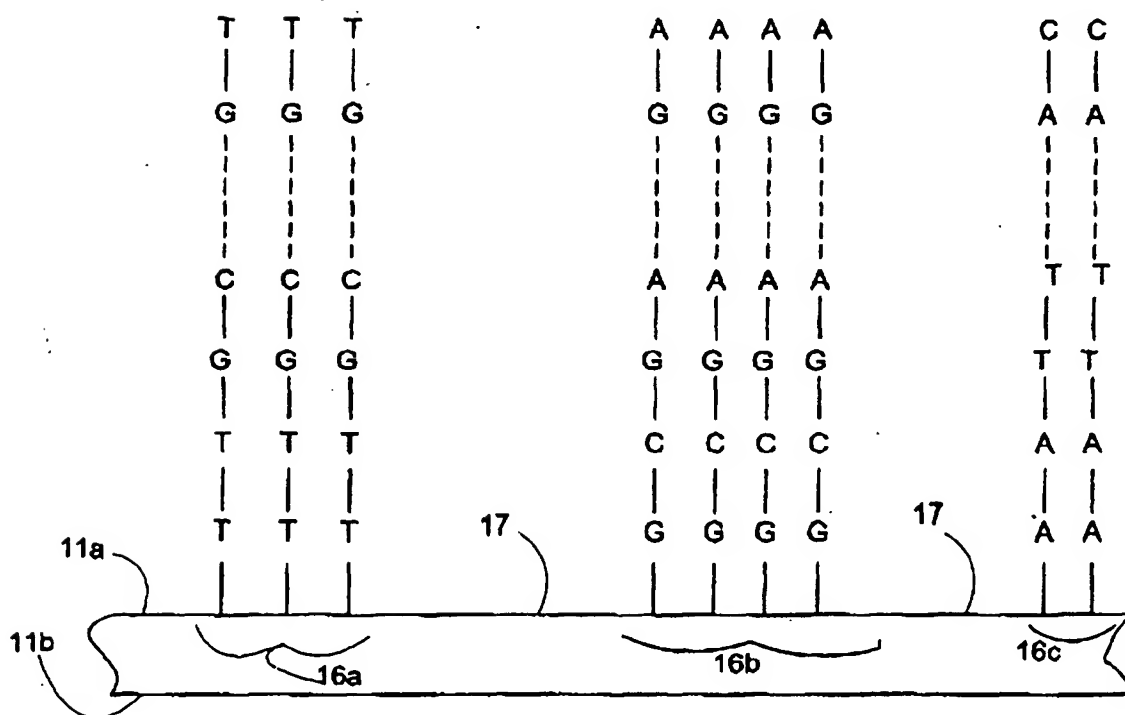 T T T A A A A C C
G G G G G G G A A
C C C A A A A T T
G G G G G G G T T
T T T C C C C A A
T T T G G G G A A
11a 17 17
11b 16a 16b 16c